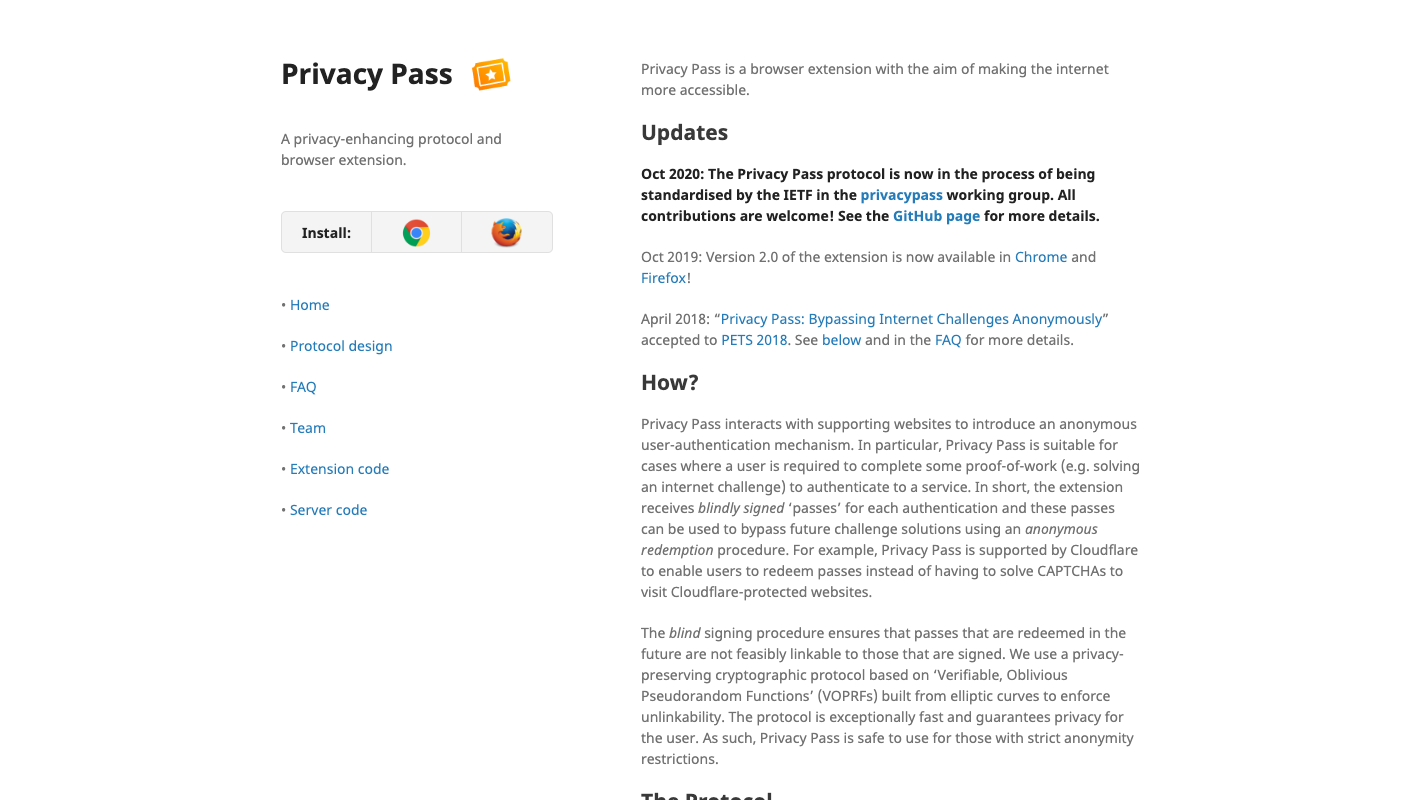 Privacy Pass
A privacy-enhancing protocol and
browser extension.
Install:
• Home
• Protocol design
• FAQ
• Team
• Extension code
• Server code
Privacy Pass is a browser extension with the aim of making the internet
more accessible.
Updates
Oct 2020: The Privacy Pass protocol is now in the process of being
standardised by the IETF in the privacypass working group. All
contributions are welcome! See the GitHub page for more details.
Oct 2019: Version 2.0 of the extension is now available in Chrome and
Firefox!
April 2018: “Privacy Pass: Bypassing Internet Challenges Anonymously”
accepted to PETS 2018. See below and in the FAQ for more details.
How?
Privacy Pass interacts with supporting websites to introduce an anonymous
user-authentication mechanism. In particular, Privacy Pass is suitable for
cases where a user is required to complete some proof-of-work (e.g. solving
an internet challenge) to authenticate to a service. In short, the extension
receives blindly signed ‘passes’ for each authentication and these passes
can be used to bypass future challenge solutions using an anonymous
redemption procedure. For example, Privacy Pass is supported by Cloudflare
to enable users to redeem passes instead of having to solve CAPTCHAs to
visit Cloudflare-protected websites.
The blind signing procedure ensures that passes that are redeemed in the
future are not feasibly linkable to those that are signed. We use a privacy-
preserving cryptographic protocol based on ‘Verifiable, Oblivious
Pseudorandom Functions’ (VOPRFs) built from elliptic curves to enforce
unlinkability. The protocol is exceptionally fast and guarantees privacy for
the user. As such, Privacy Pass is safe to use for those with strict anonymity
restrictions.
The Protocol